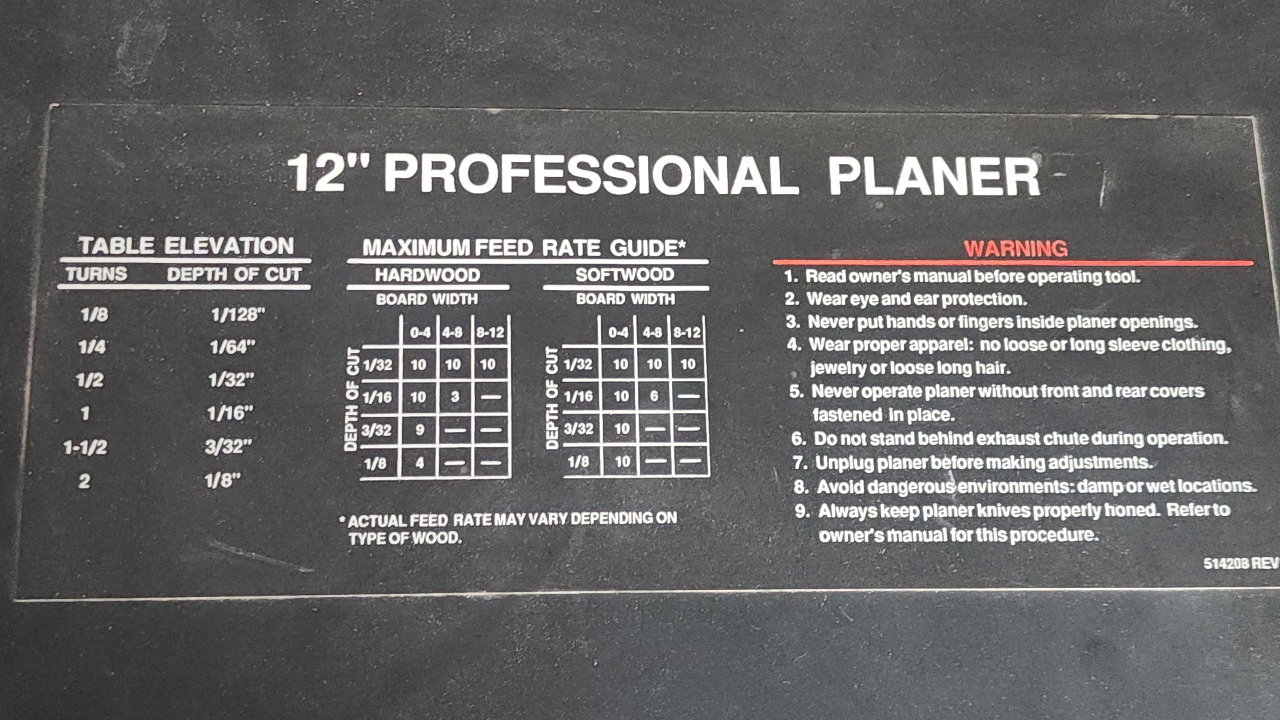 12" PROFESSIONAL PLANER
TABLE ELEVATION
TURNS DEPTH OF CUT
1/8 1/128"
1/4 1/64"
1/2 1/32"
1 1/16"
1-1/2 3/32"
2 1/8"
MAXIMUM FEED RATE GUIDE*
HARDWOOD
BOARD WIDTH
DEPTH OF CUT
0-4 4-8 8-12
1/32 10 10 10
1/16 10 3 —
3/32 9 — —
1/8 4 — —
SOFTWOOD
BOARD WIDTH
DEPTH OF CUT
0-4 4-8 8-12
1/32 10 10 10
1/16 10 6 —
3/32 10 — —
1/8 10 — —
* ACTUAL FEED RATE MAY VARY DEPENDING ON
TYPE OF WOOD.
WARNING
1. Read owner's manual before operating tool.
2. Wear eye and ear protection.
3. Never put hands or fingers inside planer openings.
4. Wear proper apparel: no loose or long sleeve clothing,
jewelry or loose long hair.
5. Never operate planer without front and rear covers
fastened in place.
6. Do not stand behind exhaust chute during operation.
7. Unplug planer before making adjustments.
8. Avoid dangerous environments: damp or wet locations.
9. Always keep planer knives properly honed. Refer to
owner's manual for this procedure.
514208 REV